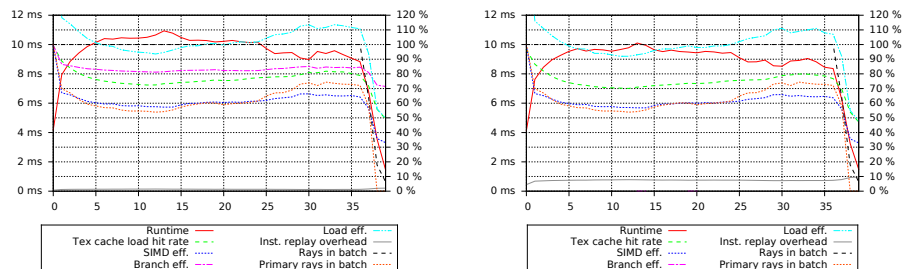 12 ms 120 %
110 %
10 ms 100 %
90 %
8 ms 80 %
70 %
6 ms 60 %
50 %
4 ms 40 %
30 %
2 ms 20 %
10 %
0 ms 0 %
0 5 10 15 20 25 30 35
Runtime Load eff.
Tex cache load hit rate Inst. replay overhead
SIMD eff. Rays in batch
Branch eff. Primary rays in batch
12 ms 120 %
110 %
10 ms 100 %
90 %
8 ms 80 %
70 %
6 ms 60 %
50 %
4 ms 40 %
30 %
2 ms 20 %
10 %
0 ms 0 %
0 5 10 15 20 25 30 35
Runtime Load eff.
Tex cache hit rate Inst. replay overhead
SIMD eff. Rays in batch
Branch eff. Primary rays in batch